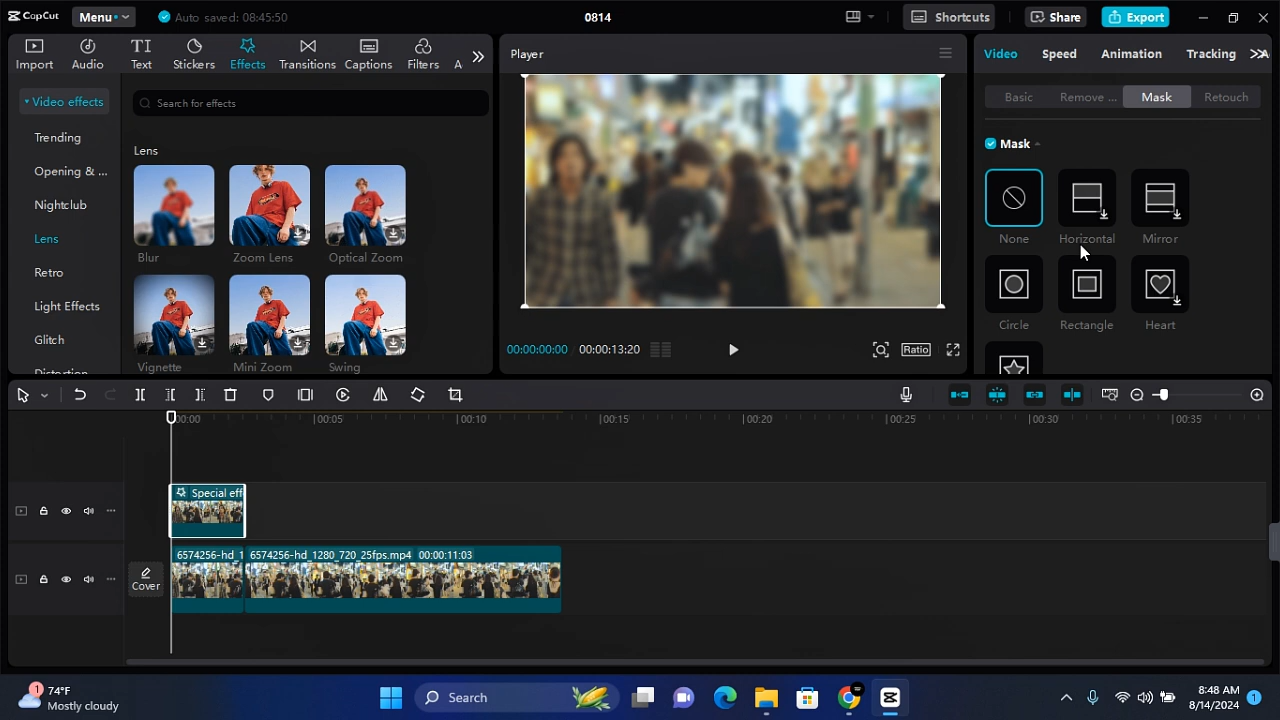 CapCut
Menu
Auto saved: 08:45:50
0814
Shortcuts
Share
Export
Import
Audio
Text
Stickers
Effects
Transitions
Captions
Filters
A
Player
Video
Speed
Animation
Tracking
A
Video effects
Trending
Opening & ...
Nightclub
Lens
Retro
Light Effects
Glitch
Search for effects
Lens
Blur
Zoom Lens
Optical Zoom
Vignette
Mini Zoom
Swing
00:00:00:00
00:00:13:20
Ratio
Basic
Remove ...
Mask
Retouch
Mask
None
Horizontal
Mirror
Circle
Rectangle
Heart
00:00
00:05
00:10
00:15
00:20
00:25
00:30
00:35
Special eff
Cover
6574256-hd_1
6574256-hd_1280_720_25fps.mp4 00:00:11:03
1
74°F
Mostly cloudy
Search
8:48 AM
8/14/2024
1